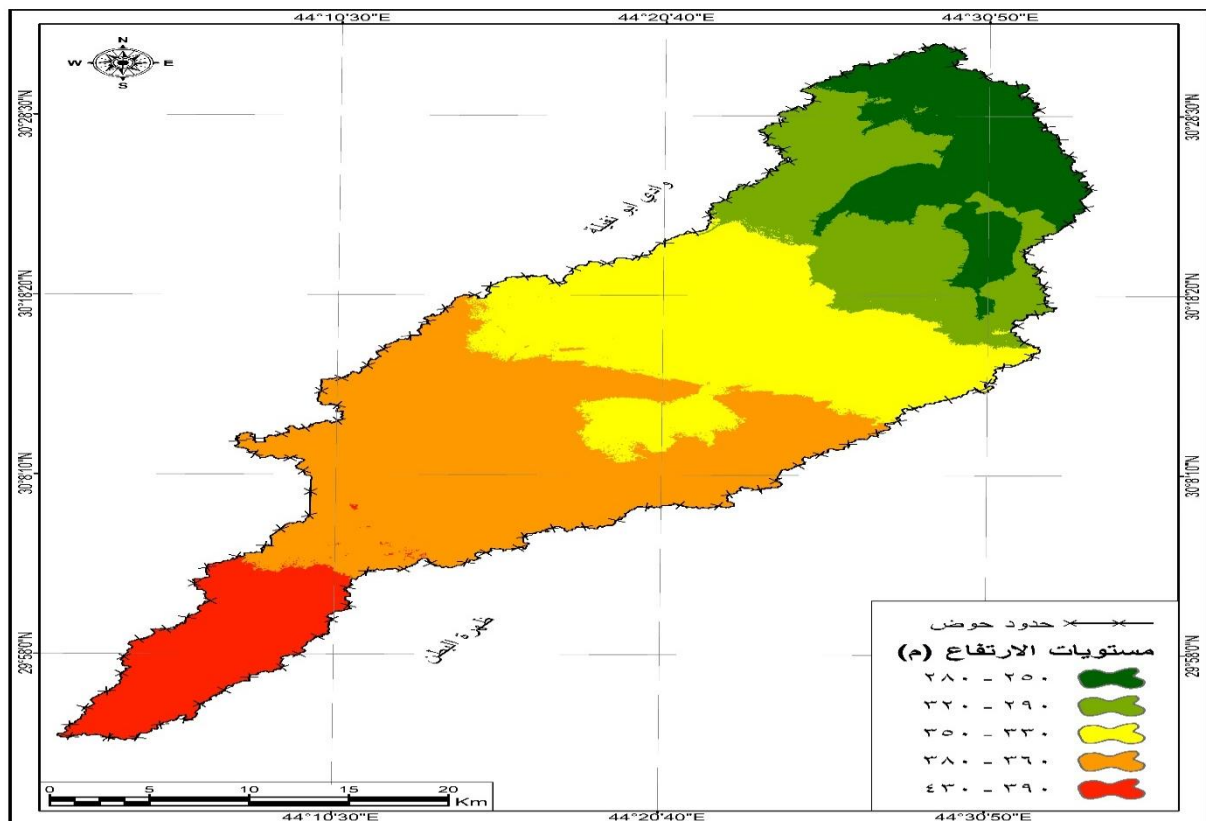 44°10'30"E 44°20'40"E 44°30'50"E
N
W E
S
30°28'30"N 30°28'30"N
وادي ابو نفيلة
30°18'20"N 30°18'20"N
30°8'10"N 30°8'10"N
ظهرة البطن
29°58'0"N 29°58'0"N
حدود حوض
مستويات الارتفاع (م)
٢٥٠ - ٢٨٠
٢٩٠ - ٣٢٠
٣٣٠ - ٣٥٠
٣٦٠ - ٣٨٠
٣٩٠ - ٤٣٠
0 5 10 15 20 Km
44°10'30"E 44°20'40"E 44°30'50"E